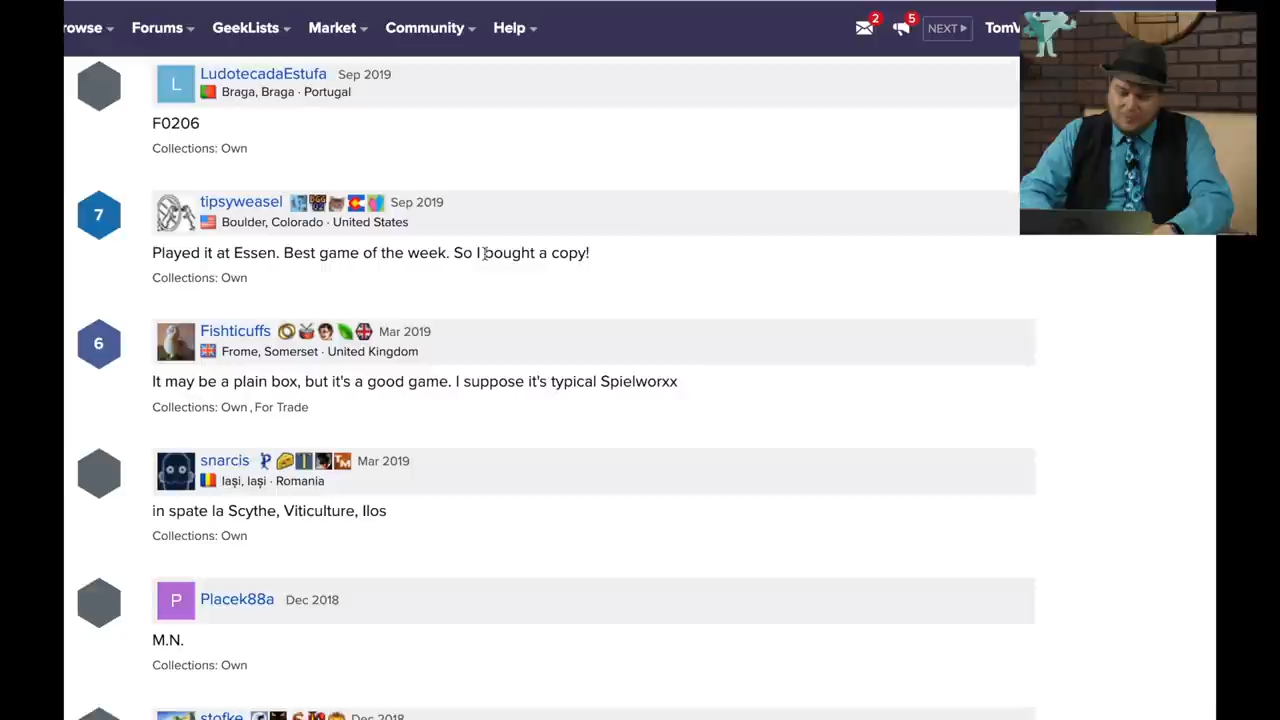 rowse Forums GeekLists Market Community Help 2 5 NEXT TomV
L LudotecadaEstufa Sep 2019
Braga, Braga · Portugal
F0206
Collections: Own
7 tipsyweasel Sep 2019
Boulder, Colorado · United States
Played it at Essen. Best game of the week. So I bought a copy!
Collections: Own
6 Fishticuffs Mar 2019
Frome, Somerset · United Kingdom
It may be a plain box, but it's a good game. I suppose it's typical Spielworxx
Collections: Own , For Trade
snarcis TM Mar 2019
Iași, Iași · Romania
in spate la Scythe, Viticulture, Ilos
Collections: Own
P Placek88a Dec 2018
M.N.
Collections: Own
stofke Dec 2018